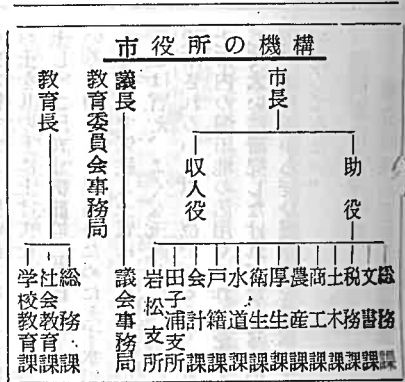 市役所の機構
市長
助役
収入役
総務課
文書課
税務課
土木課
商工課
農産課
厚生課
衛生課
水道課
戸籍課
会計課
田子浦支所
岩松支所
議長
議会事務局
教育委員会事務局
教育長
総務課
社会教育課
学校教育課